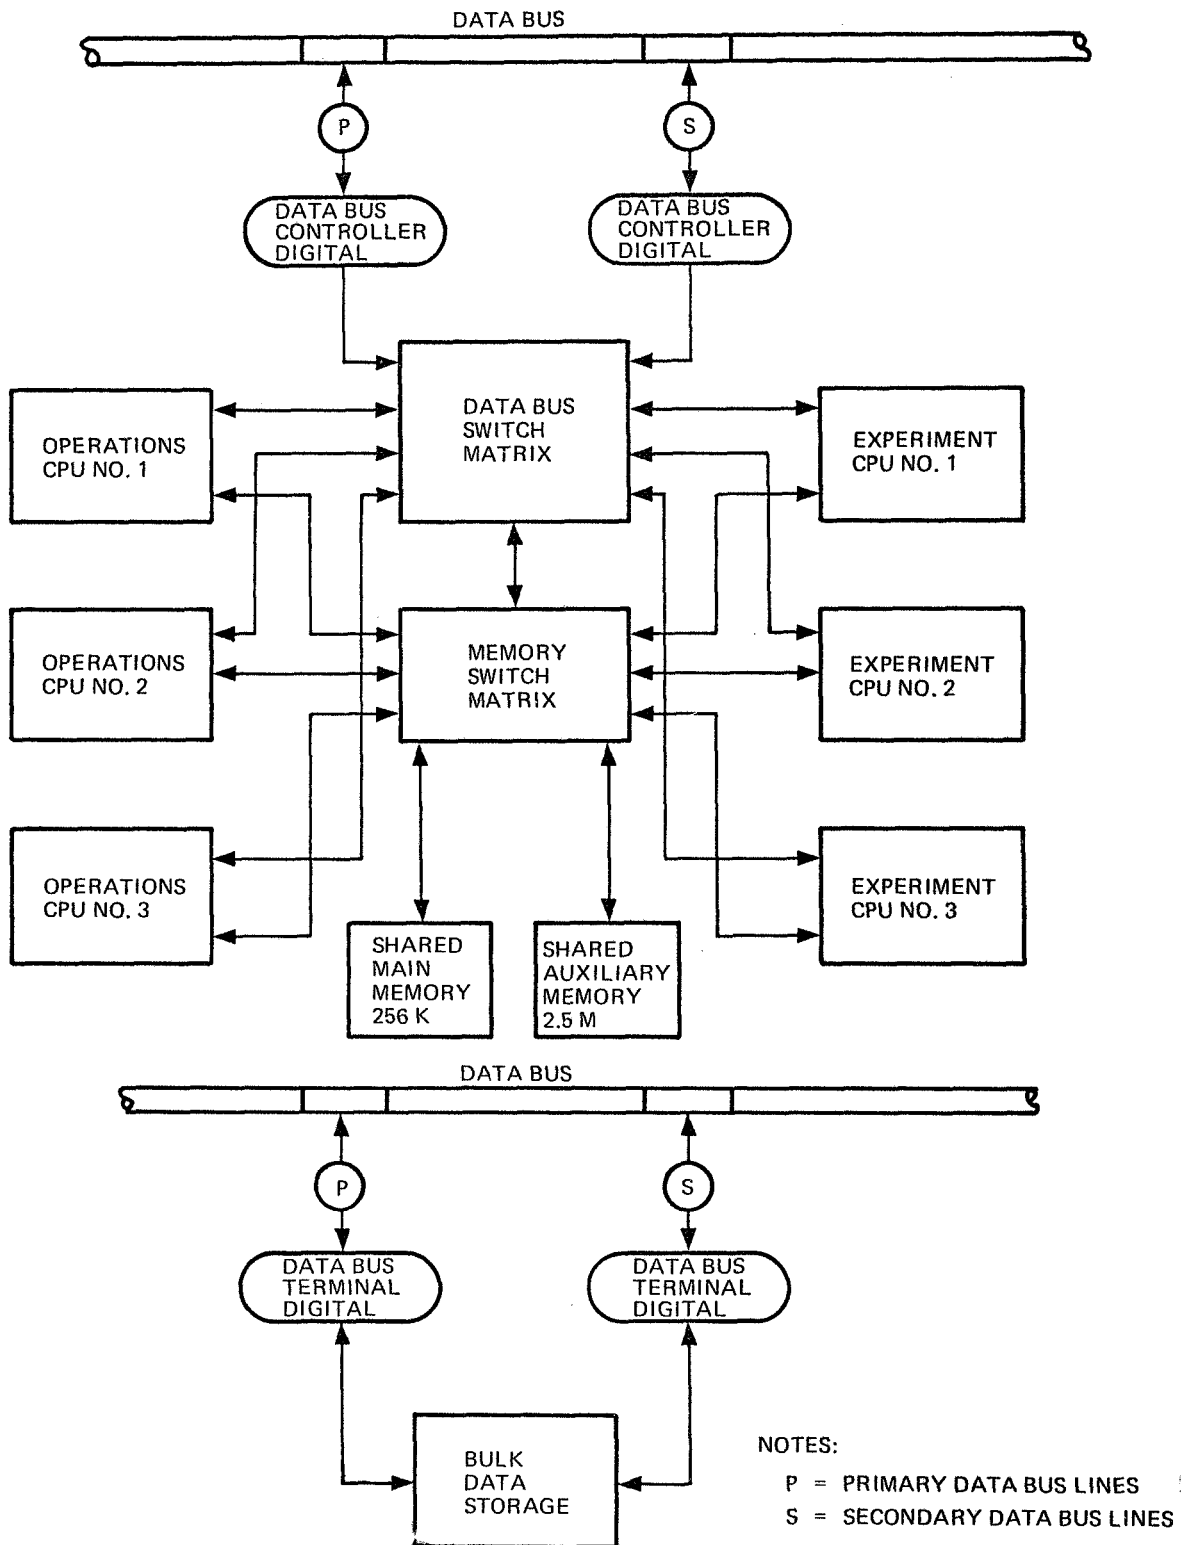 DATA BUS
P
S
DATA BUS
CONTROLLER
DIGITAL
DATA BUS
CONTROLLER
DIGITAL
OPERATIONS
CPU NO. 1
DATA BUS
SWITCH
MATRIX
EXPERIMENT
CPU NO. 1
OPERATIONS
CPU NO. 2
MEMORY
SWITCH
MATRIX
EXPERIMENT
CPU NO. 2
OPERATIONS
CPU NO. 3
SHARED
MAIN
MEMORY
256 K
SHARED
AUXILIARY
MEMORY
2.5 M
EXPERIMENT
CPU NO. 3
DATA BUS
P
S
DATA BUS
TERMINAL
DIGITAL
DATA BUS
TERMINAL
DIGITAL
BULK
DATA
STORAGE
NOTES:
P = PRIMARY DATA BUS LINES
S = SECONDARY DATA BUS LINES